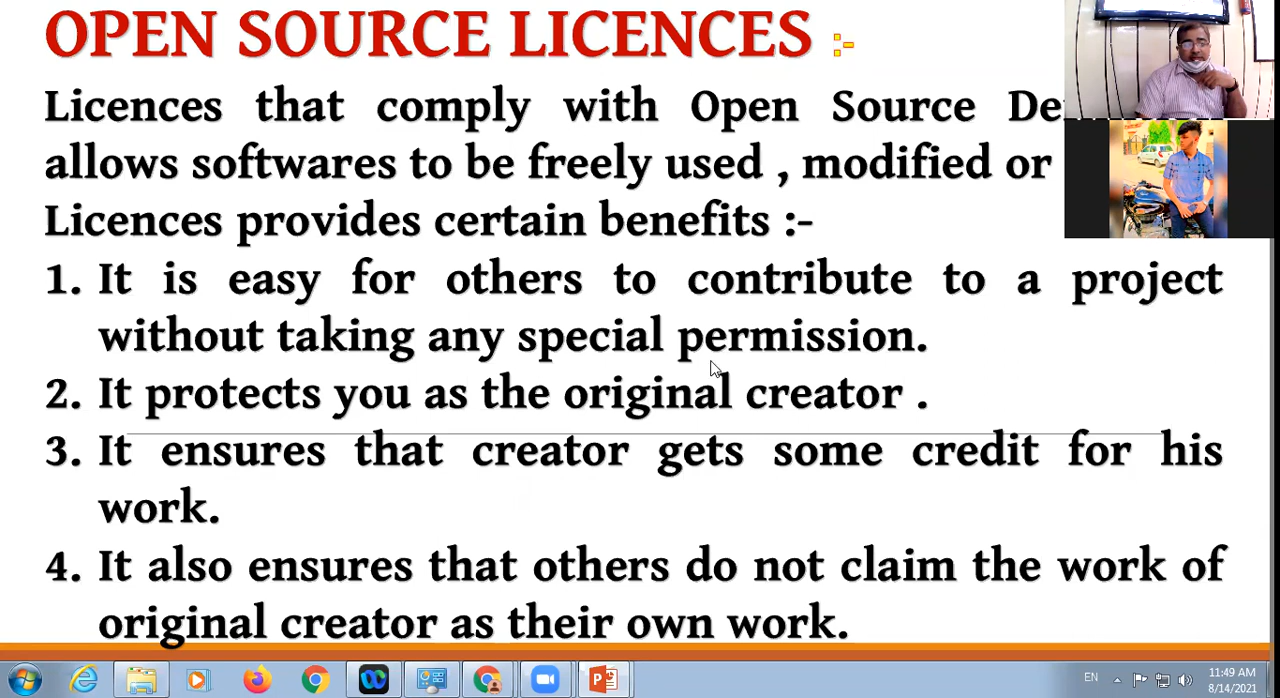 OPEN SOURCE LICENCES :-
Licences that comply with Open Source
allows softwares to be freely used , modified or
Licences provides certain benefits :-
1. It is easy for others to contribute to a project
without taking any special permission.
2. It protects you as the original creator .
3. It ensures that creator gets some credit for his
work.
4. It also ensures that others do not claim the work of
original creator as their own work.
EN
11:49 AM
8/14/2021